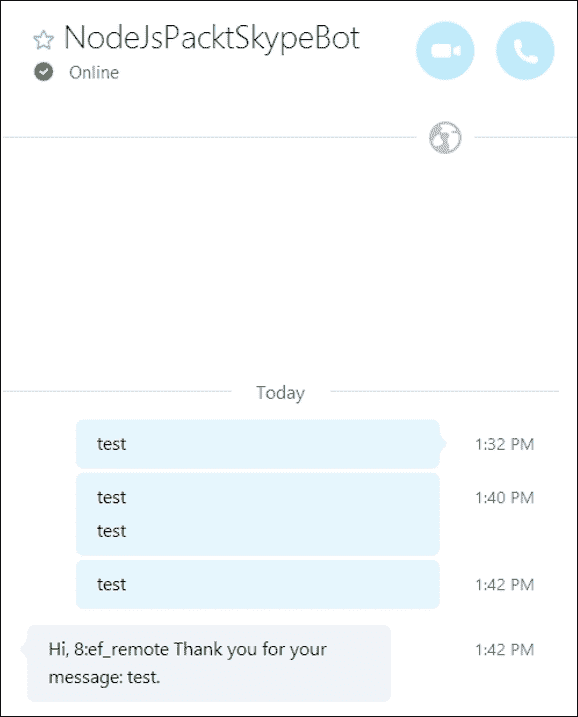 NodeJsPacktSkypeBot
Online
Today
test 1:32 PM
test 1:40 PM
test
test 1:42 PM
Hi, 8:ef_remote Thank you for your 1:42 PM
message: test.